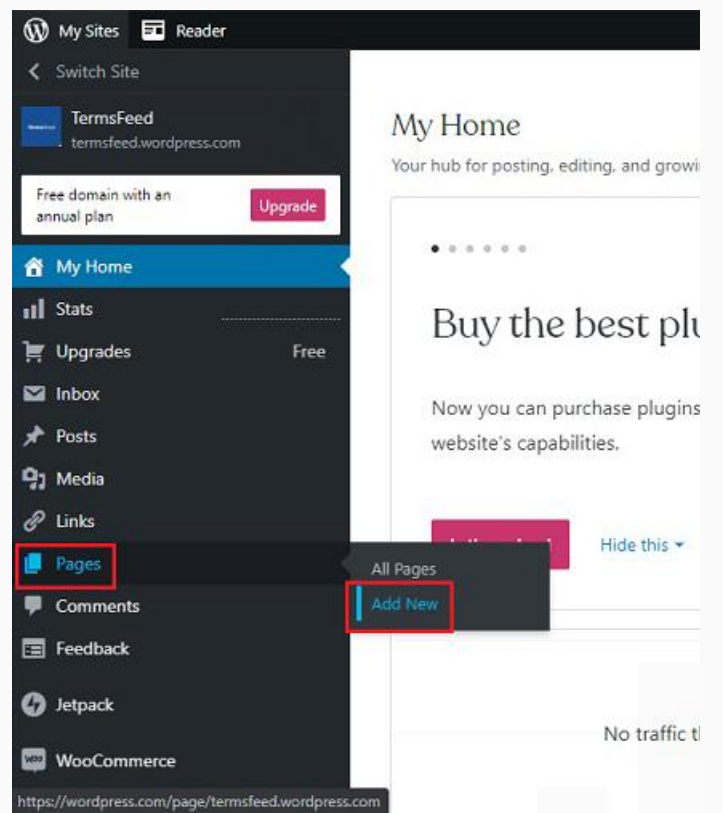 My Sites Reader
Switch Site
TermsFeed
termsfeed.wordpress.com
Free domain with an
annual plan
Upgrade
My Home
Stats
Upgrades Free
Inbox
Posts
Media
Links
Pages
Comments
Feedback
Jetpack
WooCommerce
https://wordpress.com/page/termsfeed.wordpress.com
My Home
Your hub for posting, editing, and growi
Buy the best plu
Now you can purchase plugins
website's capabilities.
Hide this
All Pages
Add New
No traffic t